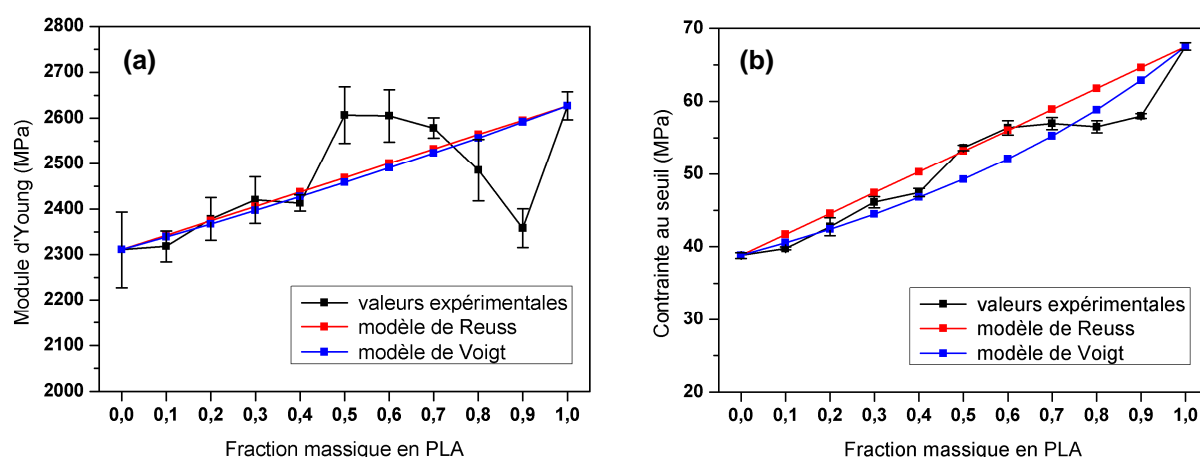 (a)
Module d'Young (MPa)
2800
2700
2600
2500
2400
2300
2200
2100
2000
valeurs expérimentales
modèle de Reuss
modèle de Voigt
0,0 0,1 0,2 0,3 0,4 0,5 0,6 0,7 0,8 0,9 1,0
Fraction massique en PLA
(b)
Contrainte au seuil (MPa)
70
60
50
40
30
20
valeurs expérimentales
modèle de Reuss
modèle de Voigt
0,0 0,1 0,2 0,3 0,4 0,5 0,6 0,7 0,8 0,9 1,0
Fraction massique en PLA